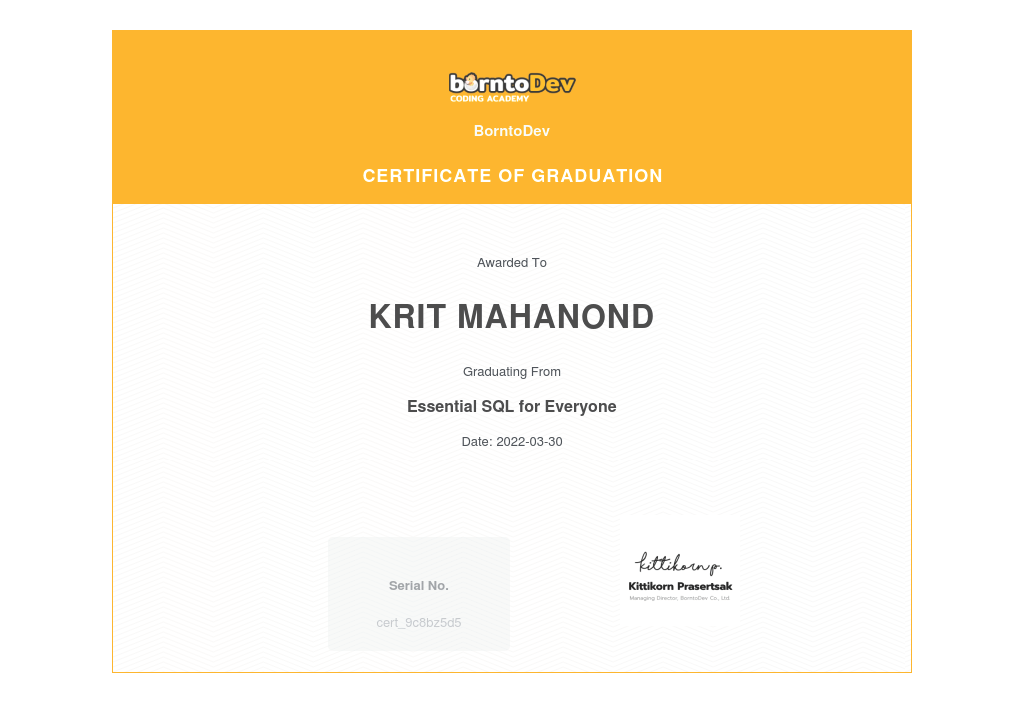 borntoDev
CODING ACADEMY
BorntoDev
CERTIFICATE OF GRADUATION
Awarded To
KRIT MAHANOND
Graduating From
Essential SQL for Everyone
Date: 2022-03-30
Serial No.
cert_9c8bz5d5
kittikorn p.
Kittikorn Prasertsak
Managing Director, BorntoDev Co., Ltd.